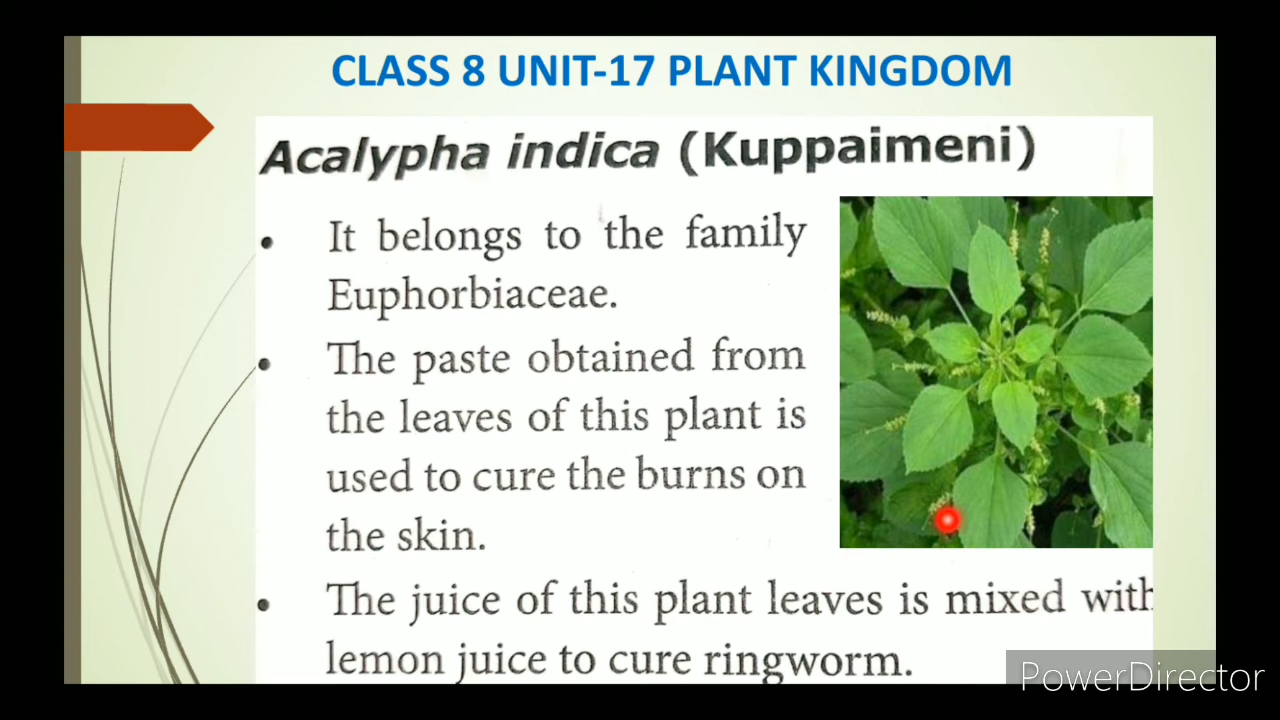 CLASS 8 UNIT-17 PLANT KINGDOM
Acalypha indica (Kuppaimeni)
• It belongs to the family
Euphorbiaceae.
• The paste obtained from
the leaves of this plant is
used to cure the burns on
the skin.
• The juice of this plant leaves is mixed with
lemon juice to cure ringworm.
PowerDirector